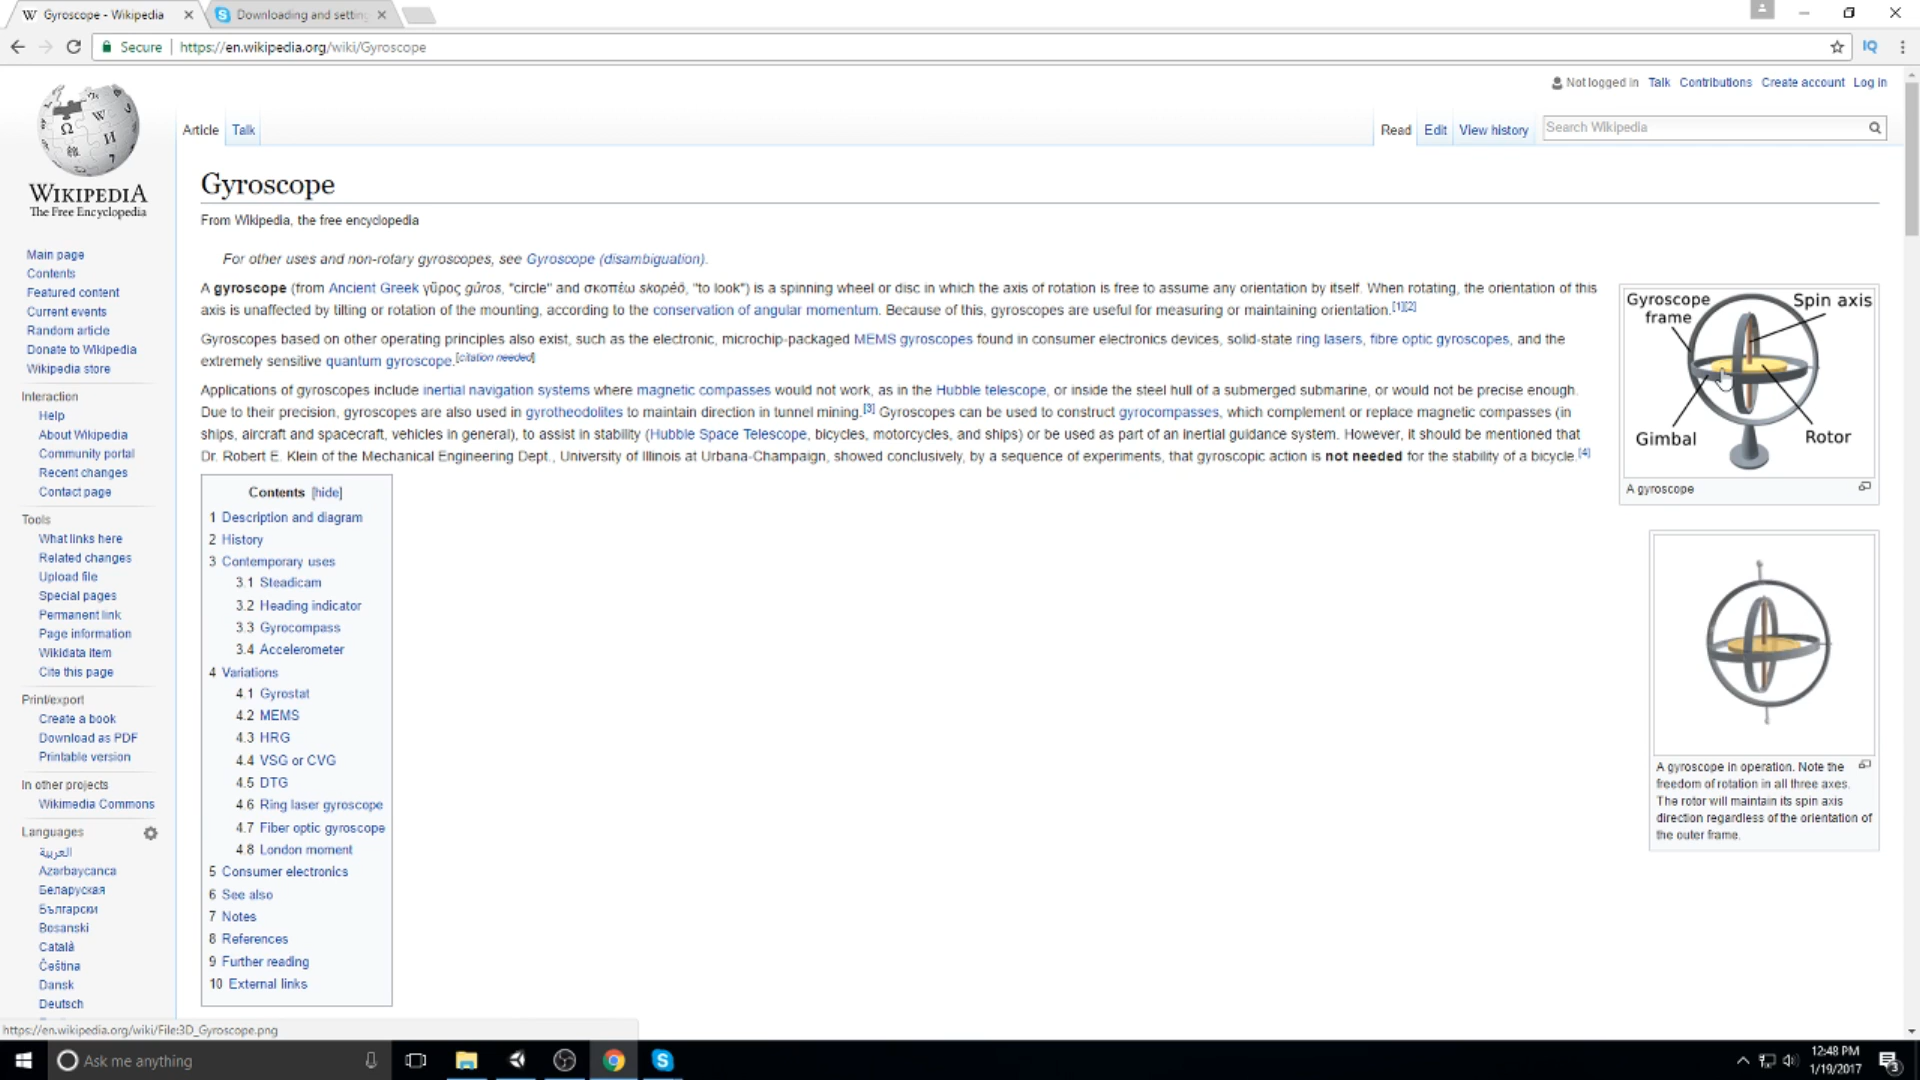 Gyroscope - Wikipedia
Downloading and setting
Secure
https://en.wikipedia.org/wiki/Gyroscope
IQ
Not logged in Talk Contributions Create account Log in
WIKIPEDIA
The Free Encyclopedia
Article Talk
Read Edit View history
Search Wikipedia
Gyroscope
From Wikipedia, the free encyclopedia
For other uses and non-rotary gyroscopes, see Gyroscope (disambiguation).
A gyroscope (from Ancient Greek γῦρος gûros, "circle" and σκοπέω skopéō, "to look") is a spinning wheel or disc in which the axis of rotation is free to assume any orientation by itself. When rotating, the orientation of this
axis is unaffected by tilting or rotation of the mounting, according to the conservation of angular momentum. Because of this, gyroscopes are useful for measuring or maintaining orientation.[1][2]
Gyroscopes based on other operating principles also exist, such as the electronic, microchip-packaged MEMS gyroscopes found in consumer electronics devices, solid-state ring lasers, fibre optic gyroscopes, and the
extremely sensitive quantum gyroscope.[citation needed]
Applications of gyroscopes include inertial navigation systems where magnetic compasses would not work, as in the Hubble telescope, or inside the steel hull of a submerged submarine, or would not be precise enough.
Due to their precision, gyroscopes are also used in gyrotheodolites to maintain direction in tunnel mining.[3] Gyroscopes can be used to construct gyrocompasses, which complement or replace magnetic compasses (in
ships, aircraft and spacecraft, vehicles in general), to assist in stability (Hubble Space Telescope, bicycles, motorcycles, and ships) or be used as part of an inertial guidance system. However, it should be mentioned that
Dr. Robert E. Klein of the Mechanical Engineering Dept., University of Illinois at Urbana-Champaign, showed conclusively, by a sequence of experiments, that gyroscopic action is not needed for the stability of a bicycle.[4]
Gyroscope
frame
Spin axis
Gimbal
Rotor
A gyroscope
A gyroscope in operation. Note the
freedom of rotation in all three axes.
The rotor will maintain its spin axis
direction regardless of the orientation of
the outer frame.
Contents [hide]
1 Description and diagram
2 History
3 Contemporary uses
3.1 Steadicam
3.2 Heading indicator
3.3 Gyrocompass
3.4 Accelerometer
4 Variations
4.1 Gyrostat
4.2 MEMS
4.3 HRG
4.4 VSG or CVG
4.5 DTG
4.6 Ring laser gyroscope
4.7 Fiber optic gyroscope
4.8 London moment
5 Consumer electronics
6 See also
7 Notes
8 References
9 Further reading
10 External links
Main page
Contents
Featured content
Current events
Random article
Donate to Wikipedia
Wikipedia store
Interaction
Help
About Wikipedia
Community portal
Recent changes
Contact page
Tools
What links here
Related changes
Upload file
Special pages
Permanent link
Page information
Wikidata item
Cite this page
Print/export
Create a book
Download as PDF
Printable version
In other projects
Wikimedia Commons
Languages
العربية
Azərbaycanca
Беларуская
Български
Bosanski
Català
Čeština
Dansk
Deutsch
https://en.wikipedia.org/wiki/File:3D_Gyroscope.png
Ask me anything
12:48 PM
1/19/2017
3